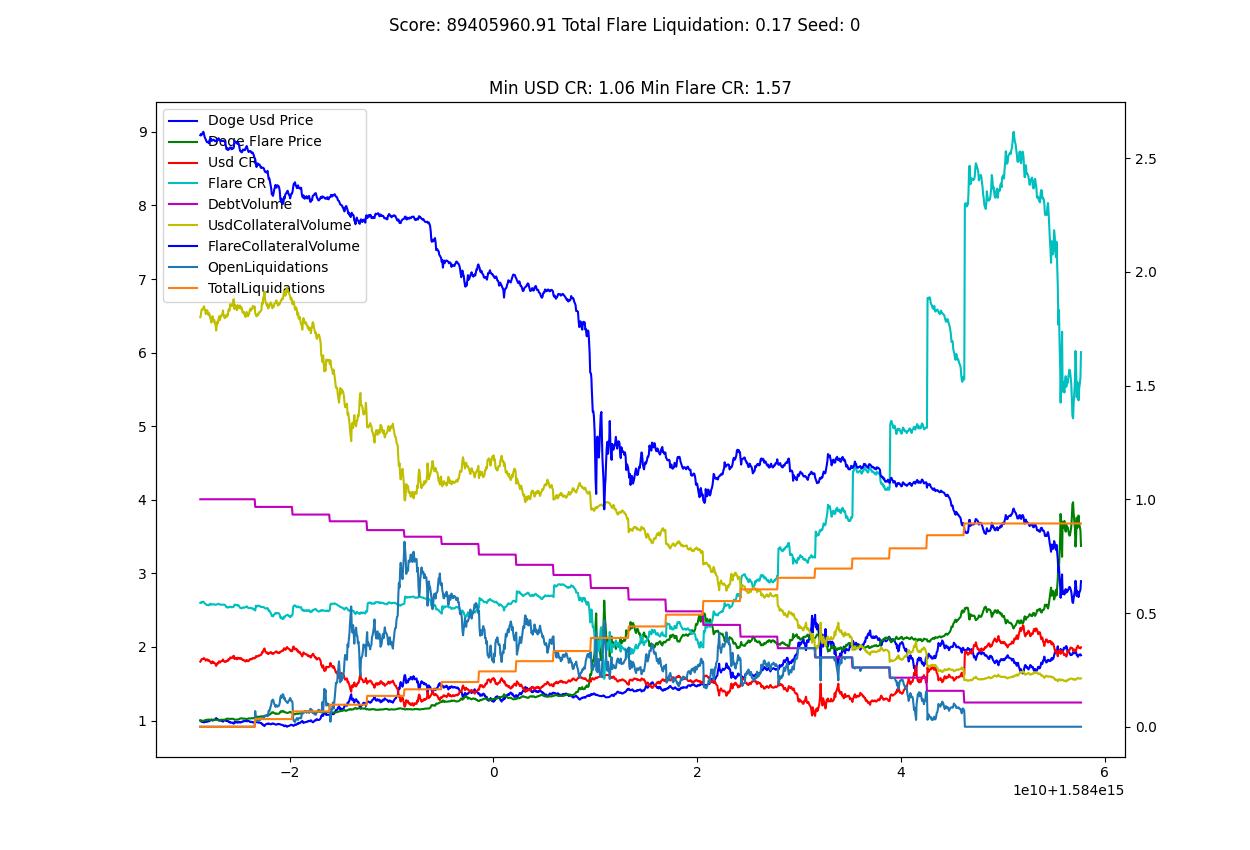 Score: 89405960.91 Total Flare Liquidation: 0.17 Seed: 0
Min USD CR: 1.06 Min Flare CR: 1.57
Doge Usd Price
Doge Flare Price
Usd CR
Flare CR
DebtVolume
UsdCollateralVolume
FlareCollateralVolume
OpenLiquidations
TotalLiquidations
9
8
7
6
5
4
3
2
1
2.5
2.0
1.5
1.0
0.5
0.0
−2
0
2
4
6
1e10+1.584e15